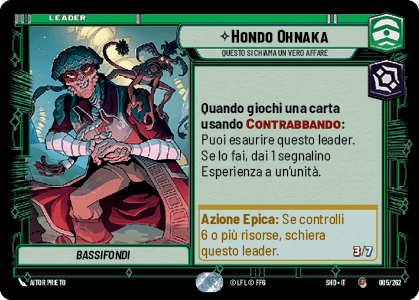 LEADER
✧HONDO OHNAKA
QUESTO SI CHIAMA UN VERO AFFARE
Quando giochi una carta
usando CONTRABBANDO:
Puoi esaurire questo leader.
Se lo fai, dai 1 segnalino
Esperienza a un'unità.
Azione Epica: Se controlli
6 o più risorse, schiera
questo leader.
3/7
BASSIFONDI
AITOR PRIETO
© LFL © FFG
SHD • IT
005/262